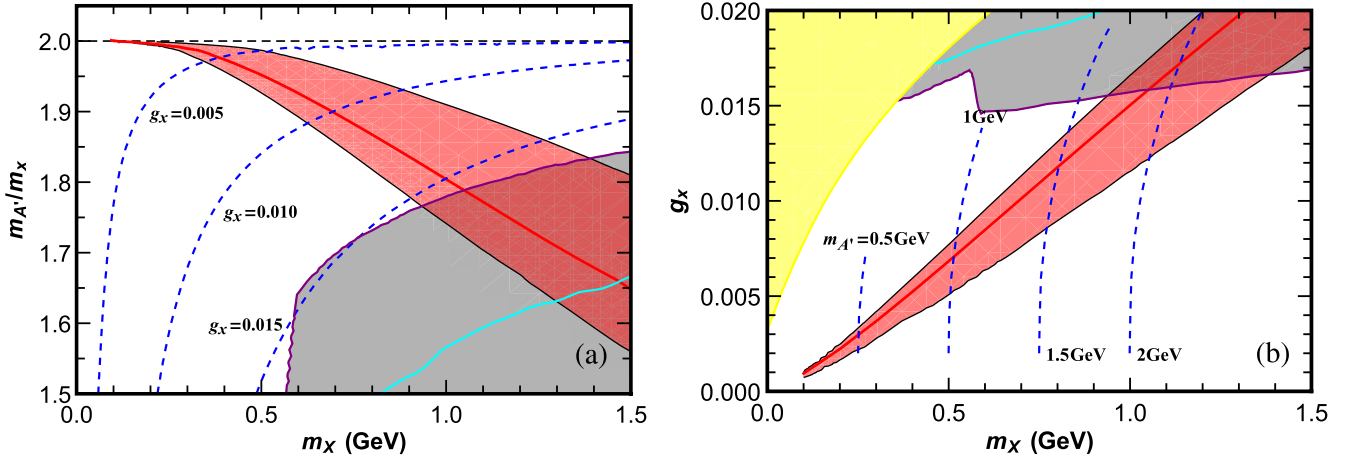 2.0
1.9
1.8
1.7
1.6
1.5
m_A'/m_x
g_x=0.005
g_x=0.010
g_x=0.015
(a)
0.0 0.5 1.0 1.5
m_X (GeV)
0.020
0.015
0.010
0.005
0.000
g_x
1GeV
m_A'=0.5GeV
1.5GeV
2GeV
(b)
0.0 0.5 1.0 1.5
m_X (GeV)